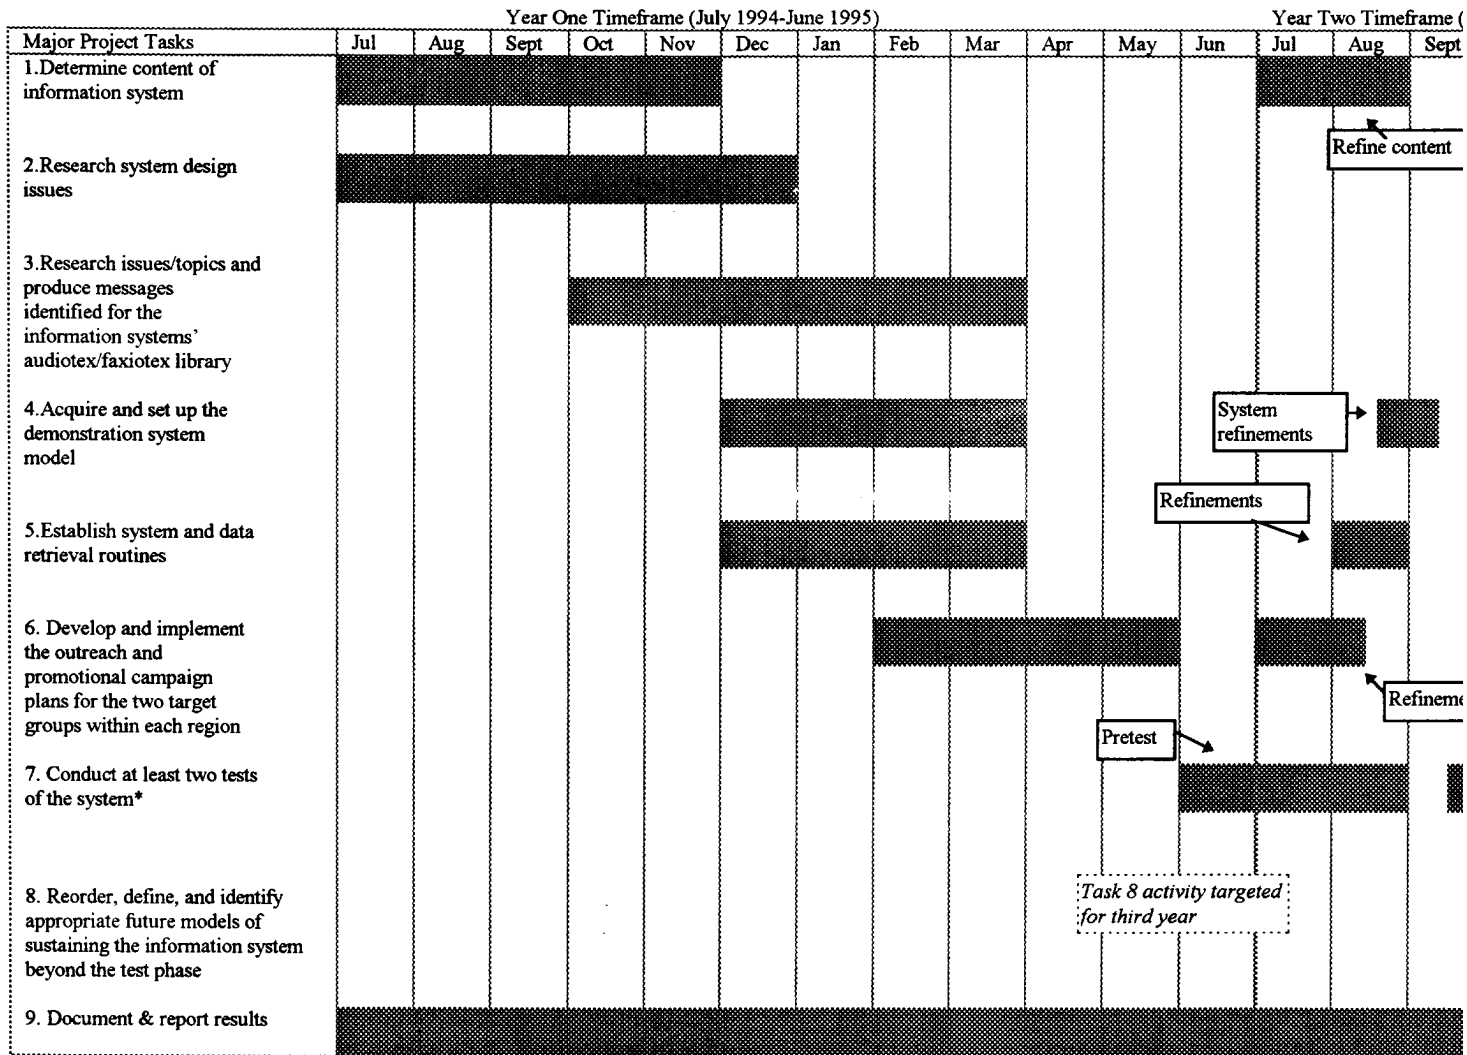 Year One Timeframe (July 1994-June 1995)
Year Two Timeframe (
Major Project Tasks Jul Aug Sept Oct Nov Dec Jan Feb Mar Apr May Jun Jul Aug Sept
1.Determine content of
information system
Refine content
2.Research system design
issues
3.Research issues/topics and
produce messages
identified for the
information systems'
audiotex/faxiotex library
4.Acquire and set up the
demonstration system
model
System
refinements
Refinements
5.Establish system and data
retrieval routines
6. Develop and implement
the outreach and
promotional campaign
plans for the two target
groups within each region
Refineme
Pretest
7. Conduct at least two tests
of the system*
8. Reorder, define, and identify
appropriate future models of
sustaining the information system
beyond the test phase
Task 8 activity targeted
for third year
9. Document & report results